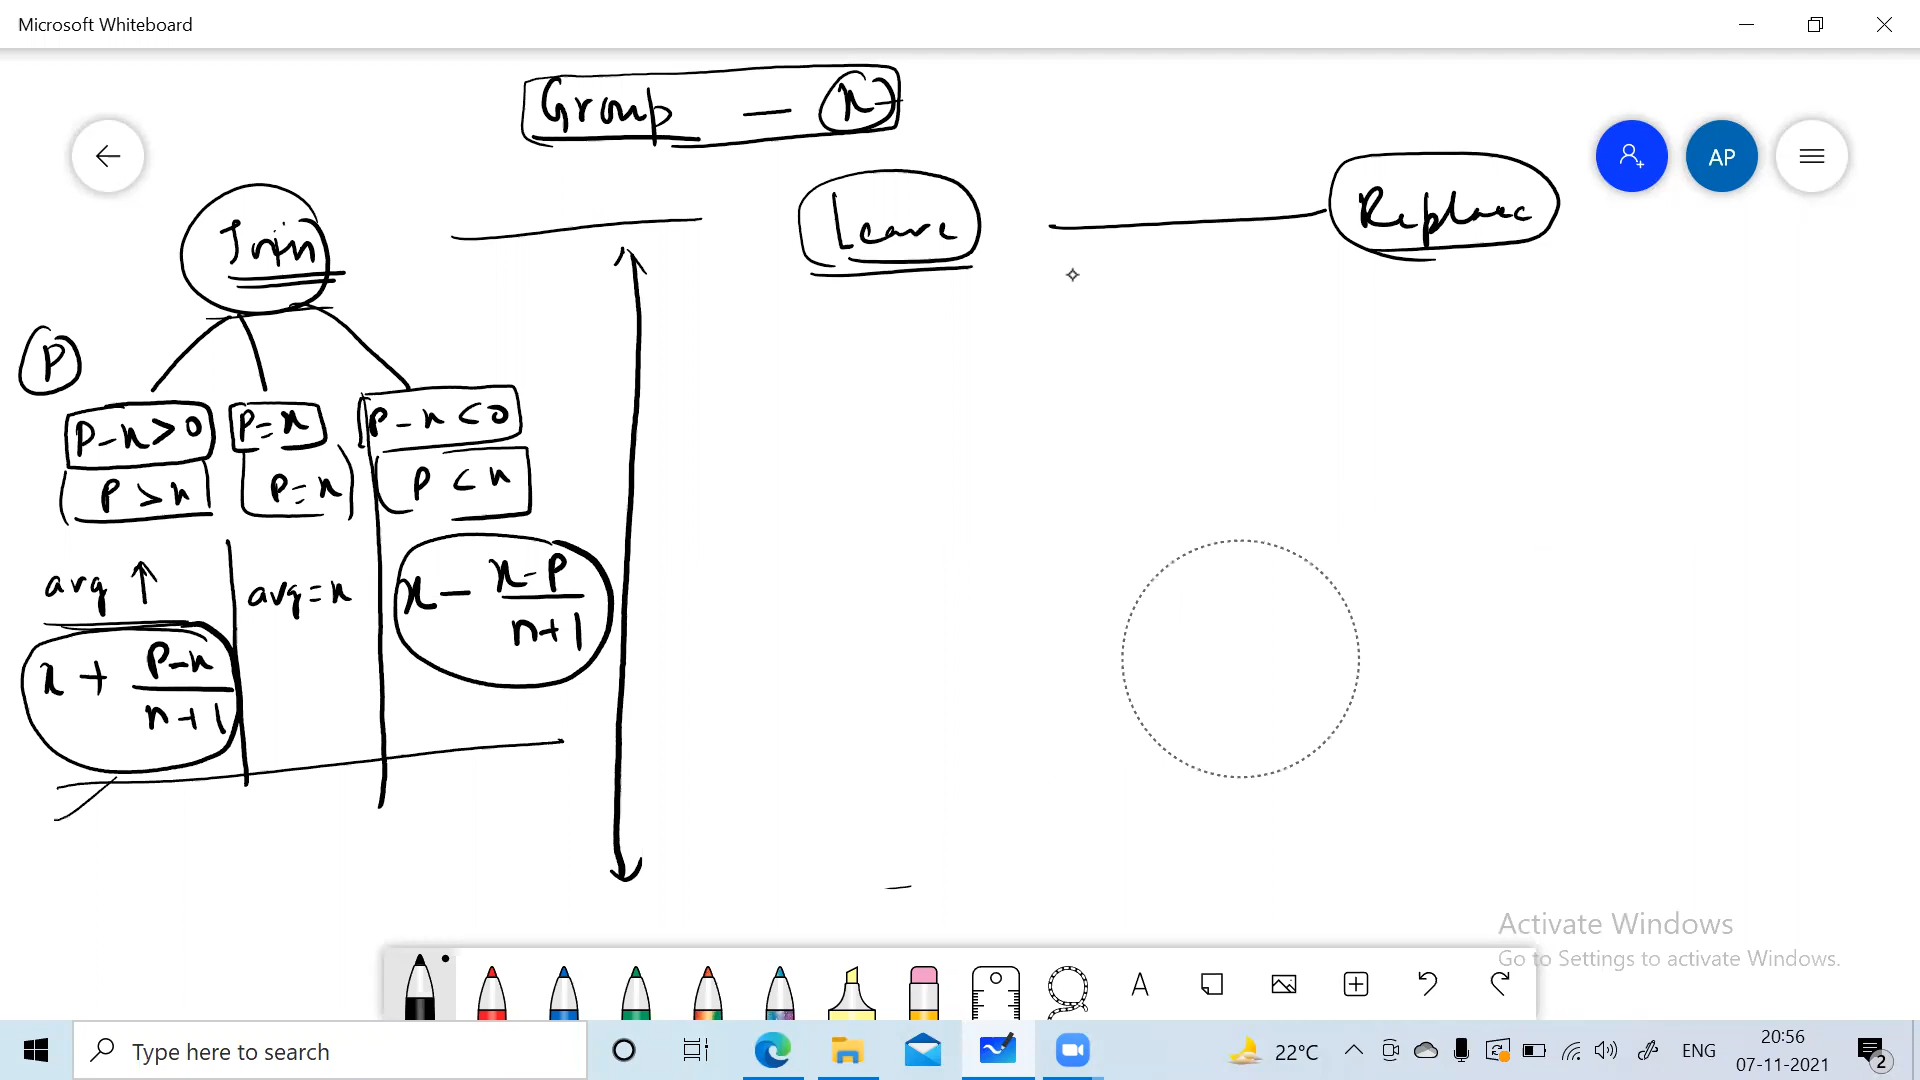 Microsoft Whiteboard
Group - x
Join
Leave
Replace
P
AP
P-x>0
P=x
P-x<0
P>x
P=x
P<x
avg ↑
avg=x
x - x-P / n+1
x + P-x / n+1
Activate Windows
Go to Settings to activate Windows.
A
Type here to search
22°C
ENG
20:56
07-11-2021
2